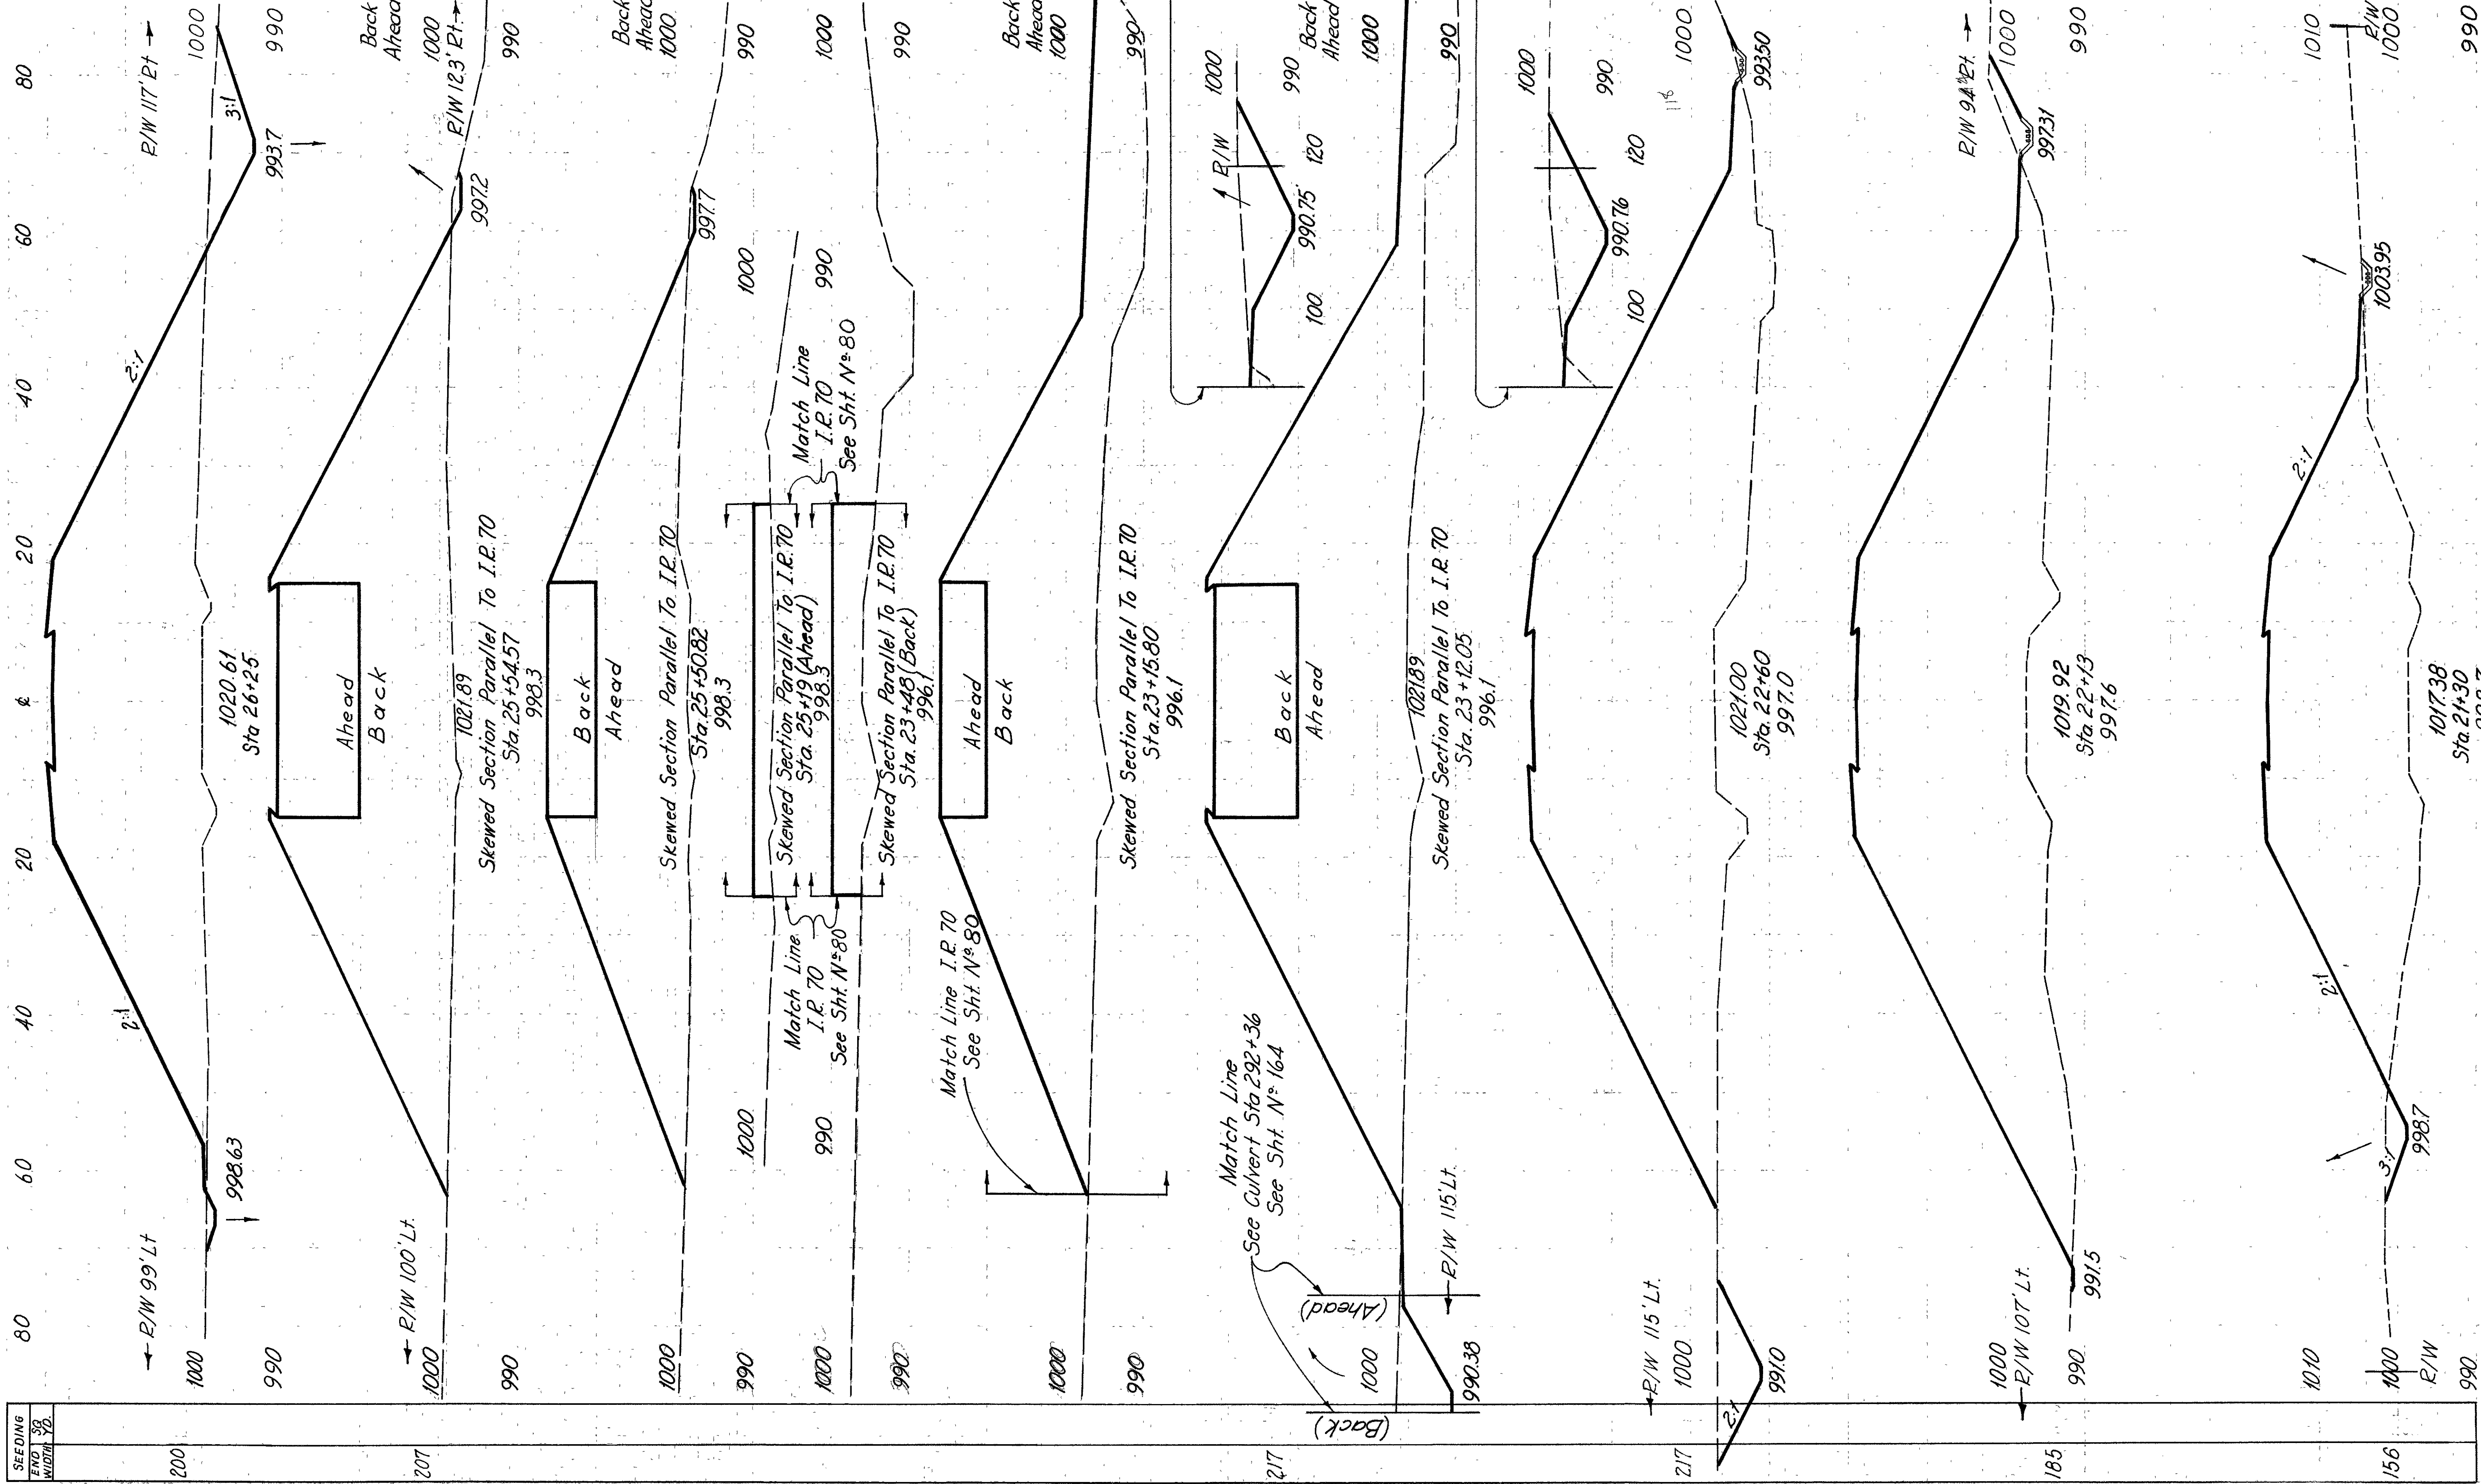 SEEDING
END WIDTH
SQ. YD.
80
60
40
20
℄
20
40
60
80
200
← R/W 99' Lt
R/W 117' Rt →
2:1
2:1
3:1
998.63
993.7
1000
1000
990
990
1020.61
Sta 26+25
Ahead
Back
Back
Ahead
207
← R/W 100' Lt.
R/W 123' Rt. →
1000
1000
997.2
990
990
1021.89
Skewed Section Parallel To I.R. 70
Sta. 25+54.57
998.3
Back
Ahead
Back
Ahead
1000
1000
997.7
990
990
Skewed Section Parallel To I.R. 70
Sta. 25+50.82
998.3
1000
1000
1000
1000
990
990
990
990
Match Line
I.R. 70
See Sht. Nº 80
Match Line
I.R. 70
See Sht. Nº 80
Skewed Section Parallel To I.R. 70
Sta. 25+19 (Ahead)
998.3
Skewed Section Parallel To I.R. 70
Sta. 23+48 (Back)
996.1
Match Line I.R. 70
See Sht. Nº 80
Ahead
Back
Back
Ahead
1000
1000
990
990
Skewed Section Parallel To I.R. 70
Sta. 23+15.80
996.1
R/W
1000
990
990.75
100
120
Match Line
See Culvert Sta 292+36
See Sht. Nº 164
Back
Ahead
Back
Ahead
217
(Back)
(Ahead)
← R/W 115' Lt.
1000
1000
990.38
990
1021.89
Skewed Section Parallel To I.R. 70
Sta. 23+12.05
996.1
1000
990
990.76
100
120
118
217
← R/W 115' Lt.
1000
1000
2:1
991.0
993.50
1021.00
Sta. 22+60
997.0
185
← R/W 107' Lt.
R/W 94' Rt. →
1000
1000
990
990
991.5
997.31
1019.92
Sta. 22+13
997.6
156
1010
1010
1000
1000
R/W
R/W
990
990
2:1
2:1
3:1
998.7
1003.95
1017.38
Sta. 21+30